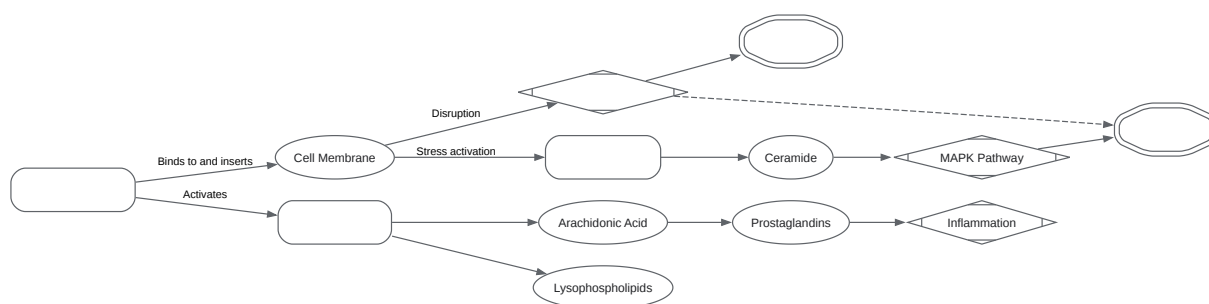 Disruption
Binds to and inserts
Cell Membrane
Stress activation
Ceramide
MAPK Pathway
Activates
Arachidonic Acid
Prostaglandins
Inflammation
Lysophospholipids